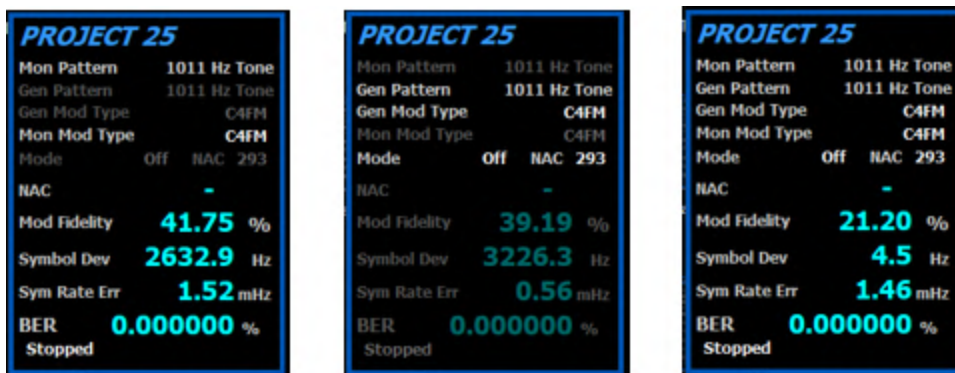 PROJECT 25
Mon Pattern 1011 Hz Tone
Gen Pattern 1011 Hz Tone
Gen Mod Type C4FM
Mon Mod Type C4FM
Mode Off NAC 293
NAC -
Mod Fidelity 41.75 %
Symbol Dev 2632.9 Hz
Sym Rate Err 1.52 mHz
BER 0.000000 %
Stopped
PROJECT 25
Mon Pattern 1011 Hz Tone
Gen Pattern 1011 Hz Tone
Gen Mod Type C4FM
Mon Mod Type C4FM
Mode Off NAC 293
NAC -
Mod Fidelity 39.19 %
Symbol Dev 3226.3 Hz
Sym Rate Err 0.56 mHz
BER 0.000000 %
Stopped
PROJECT 25
Mon Pattern 1011 Hz Tone
Gen Pattern 1011 Hz Tone
Gen Mod Type C4FM
Mon Mod Type C4FM
Mode Off NAC 293
NAC -
Mod Fidelity 21.20 %
Symbol Dev 4.5 Hz
Sym Rate Err 1.46 mHz
BER 0.000000 %
Stopped